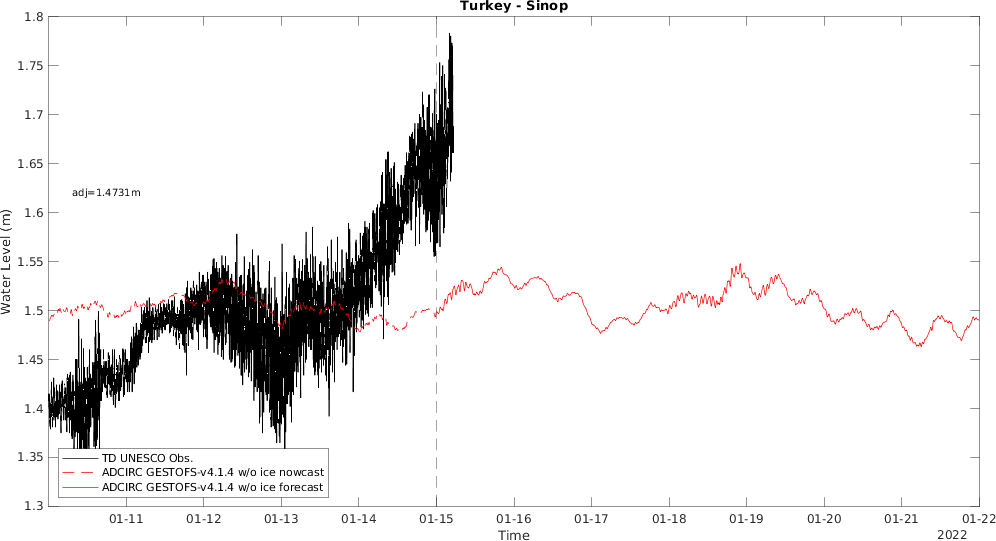 Turkey - Sinop
1.8
1.75
1.7
1.65
1.6
1.55
1.5
1.45
1.4
1.35
1.3
Water Level (m)
adj=1.4731m
TD UNESCO Obs.
ADCIRC GESTOFS-v4.1.4 w/o ice nowcast
ADCIRC GESTOFS-v4.1.4 w/o ice forecast
01-11 01-12 01-13 01-14 01-15 01-16 01-17 01-18 01-19 01-20 01-21 01-22
Time
2022